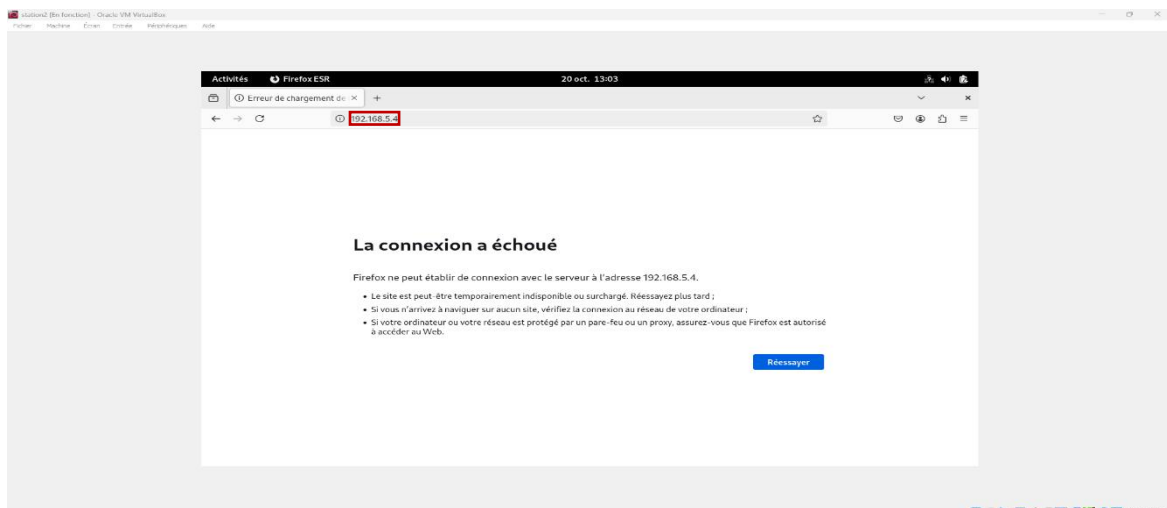 station2 [En fonction] - Oracle VM VirtualBox
Fichier Machine Écran Entrée Périphériques Aide
Activités Firefox ESR 20 oct. 13:03
Erreur de chargement de
192.168.5.4
La connexion a échoué
Firefox ne peut établir de connexion avec le serveur à l’adresse 192.168.5.4.
• Le site est peut-être temporairement indisponible ou surchargé. Réessayez plus tard ;
• Si vous n’arrivez à naviguer sur aucun site, vérifiez la connexion au réseau de votre ordinateur ;
• Si votre ordinateur ou votre réseau est protégé par un pare-feu ou un proxy, assurez-vous que Firefox est autorisé
à accéder au Web.
Réessayer